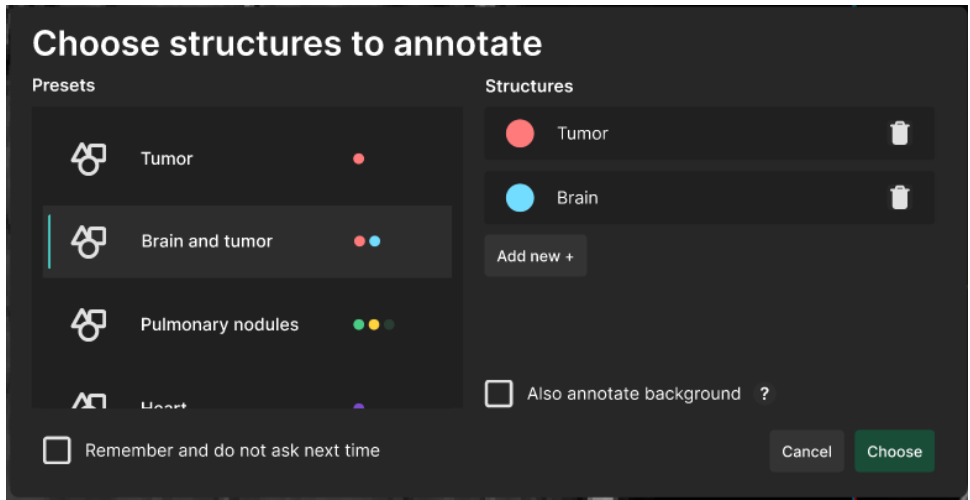 Choose structures to annotate
Presets
Tumor
Brain and tumor
Pulmonary nodules
Heart
Structures
Tumor
Brain
Add new +
Also annotate background ?
Remember and do not ask next time
Cancel
Choose